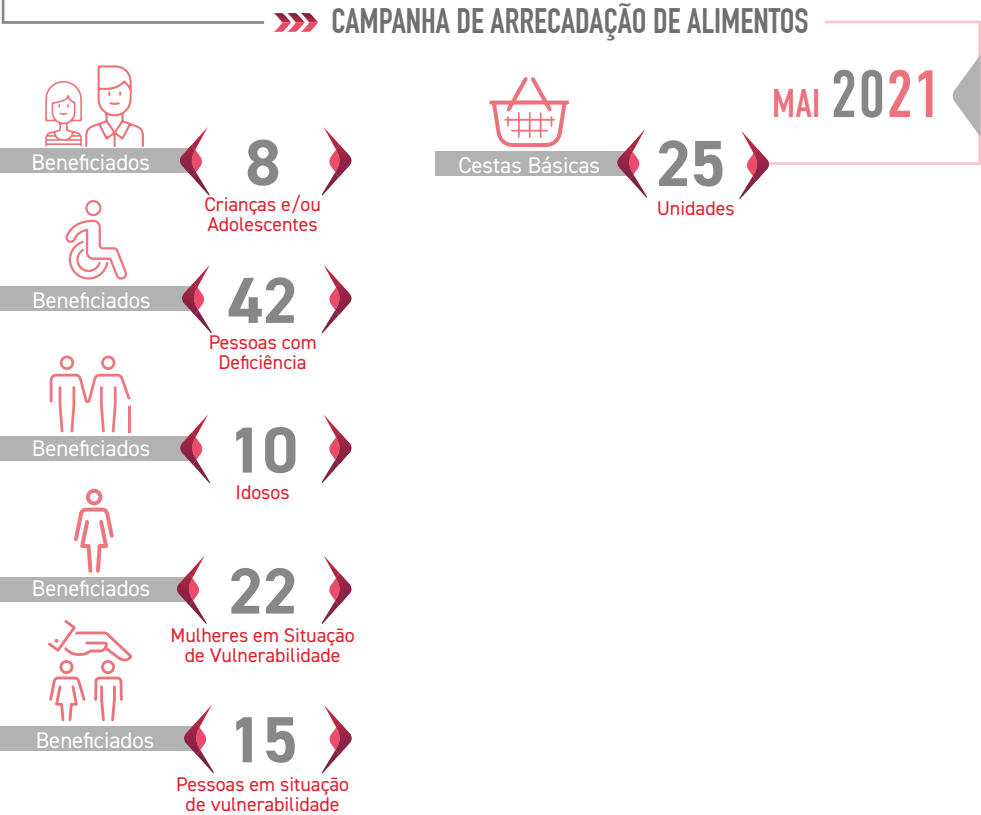 CAMPANHA DE ARRECADAÇÃO DE ALIMENTOS
MAI 2021
Beneficiados
8
Crianças e/ou
Adolescentes
Cestas Básicas
25
Unidades
Beneficiados
42
Pessoas com
Deficiência
Beneficiados
10
Idosos
Beneficiados
22
Mulheres em Situação
de Vulnerabilidade
Beneficiados
15
Pessoas em situação
de vulnerabilidade